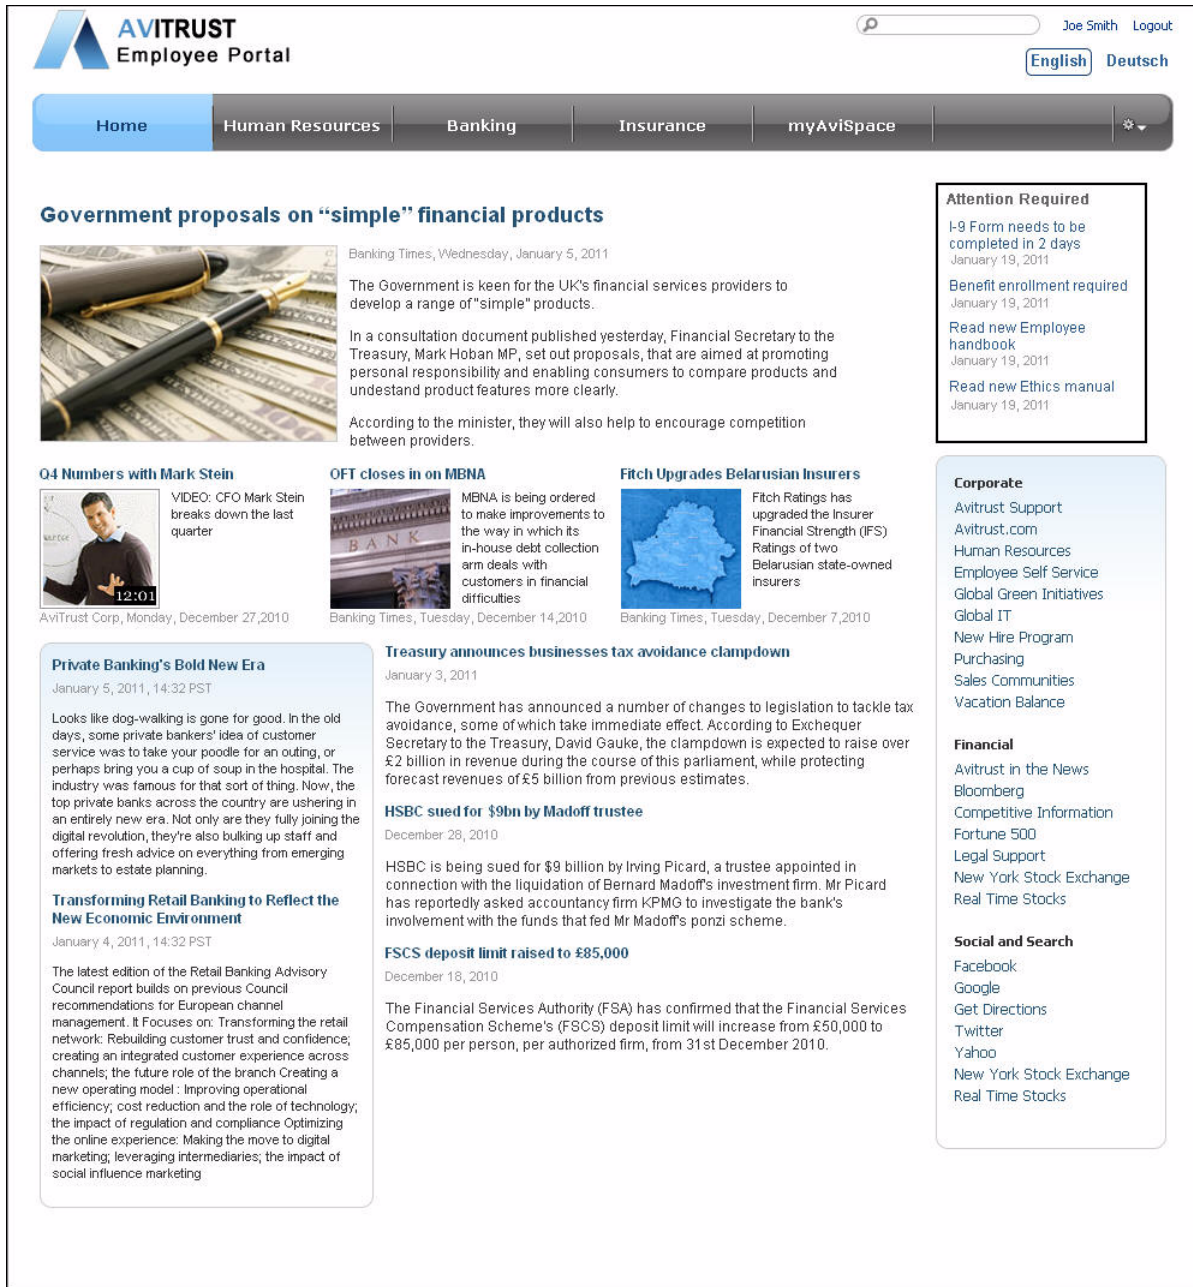 AVITRUST
Employee Portal
Joe Smith Logout
English Deutsch
Home Human Resources Banking Insurance myAviSpace
Government proposals on “simple” financial products
Banking Times, Wednesday, January 5, 2011
The Government is keen for the UK's financial services providers to
develop a range of "simple" products.
In a consultation document published yesterday, Financial Secretary to the
Treasury, Mark Hoban MP, set out proposals, that are aimed at promoting
personal responsibility and enabling consumers to compare products and
undestand product features more clearly.
According to the minister, they will also help to encourage competition
between providers.
Q4 Numbers with Mark Stein
VIDEO: CFO Mark Stein
breaks down the last
quarter
12:01
AviTrust Corp, Monday, December 27,2010
OFT closes in on MBNA
BANK
MBNA is being ordered
to make improvements to
the way in which its
in-house debt collection
arm deals with
customers in financial
difficulties
Banking Times, Tuesday, December 14,2010
Fitch Upgrades Belarusian Insurers
Fitch Ratings has
upgraded the Insurer
Financial Strength (IFS)
Ratings of two
Belarusian state-owned
insurers
Banking Times, Tuesday, December 7,2010
Private Banking's Bold New Era
January 5, 2011, 14:32 PST
Looks like dog-walking is gone for good. In the old
days, some private bankers' idea of customer
service was to take your poodle for an outing, or
perhaps bring you a cup of soup in the hospital. The
industry was famous for that sort of thing. Now, the
top private banks across the country are ushering in
an entirely new era. Not only are they fully joining the
digital revolution, they're also bulking up staff and
offering fresh advice on everything from emerging
markets to estate planning.
Transforming Retail Banking to Reflect the
New Economic Environment
January 4, 2011, 14:32 PST
The latest edition of the Retail Banking Advisory
Council report builds on previous Council
recommendations for European channel
management. It Focuses on: Transforming the retail
network: Rebuilding customer trust and confidence;
creating an integrated customer experience across
channels; the future role of the branch Creating a
new operating model : Improving operational
efficiency; cost reduction and the role of technology;
the impact of regulation and compliance Optimizing
the online experience: Making the move to digital
marketing; leveraging intermediaries; the impact of
social influence marketing
Treasury announces businesses tax avoidance clampdown
January 3, 2011
The Government has announced a number of changes to legislation to tackle tax
avoidance, some of which take immediate effect. According to Exchequer
Secretary to the Treasury, David Gauke, the clampdown is expected to raise over
£2 billion in revenue during the course of this parliament, while protecting
forecast revenues of £5 billion from previous estimates.
HSBC sued for $9bn by Madoff trustee
December 28, 2010
HSBC is being sued for $9 billion by Irving Picard, a trustee appointed in
connection with the liquidation of Bernard Madoff's investment firm. Mr Picard
has reportedly asked accountancy firm KPMG to investigate the bank's
involvement with the funds that fed Mr Madoff's ponzi scheme.
FSCS deposit limit raised to £85,000
December 18, 2010
The Financial Services Authority (FSA) has confirmed that the Financial Services
Compensation Scheme's (FSCS) deposit limit will increase from £50,000 to
£85,000 per person, per authorized firm, from 31st December 2010.
Attention Required
I-9 Form needs to be
completed in 2 days
January 19, 2011
Benefit enrollment required
January 19, 2011
Read new Employee
handbook
January 19, 2011
Read new Ethics manual
January 19, 2011
Corporate
Avitrust Support
Avitrust.com
Human Resources
Employee Self Service
Global Green Initiatives
Global IT
New Hire Program
Purchasing
Sales Communities
Vacation Balance
Financial
Avitrust in the News
Bloomberg
Competitive Information
Fortune 500
Legal Support
New York Stock Exchange
Real Time Stocks
Social and Search
Facebook
Google
Get Directions
Twitter
Yahoo
New York Stock Exchange
Real Time Stocks